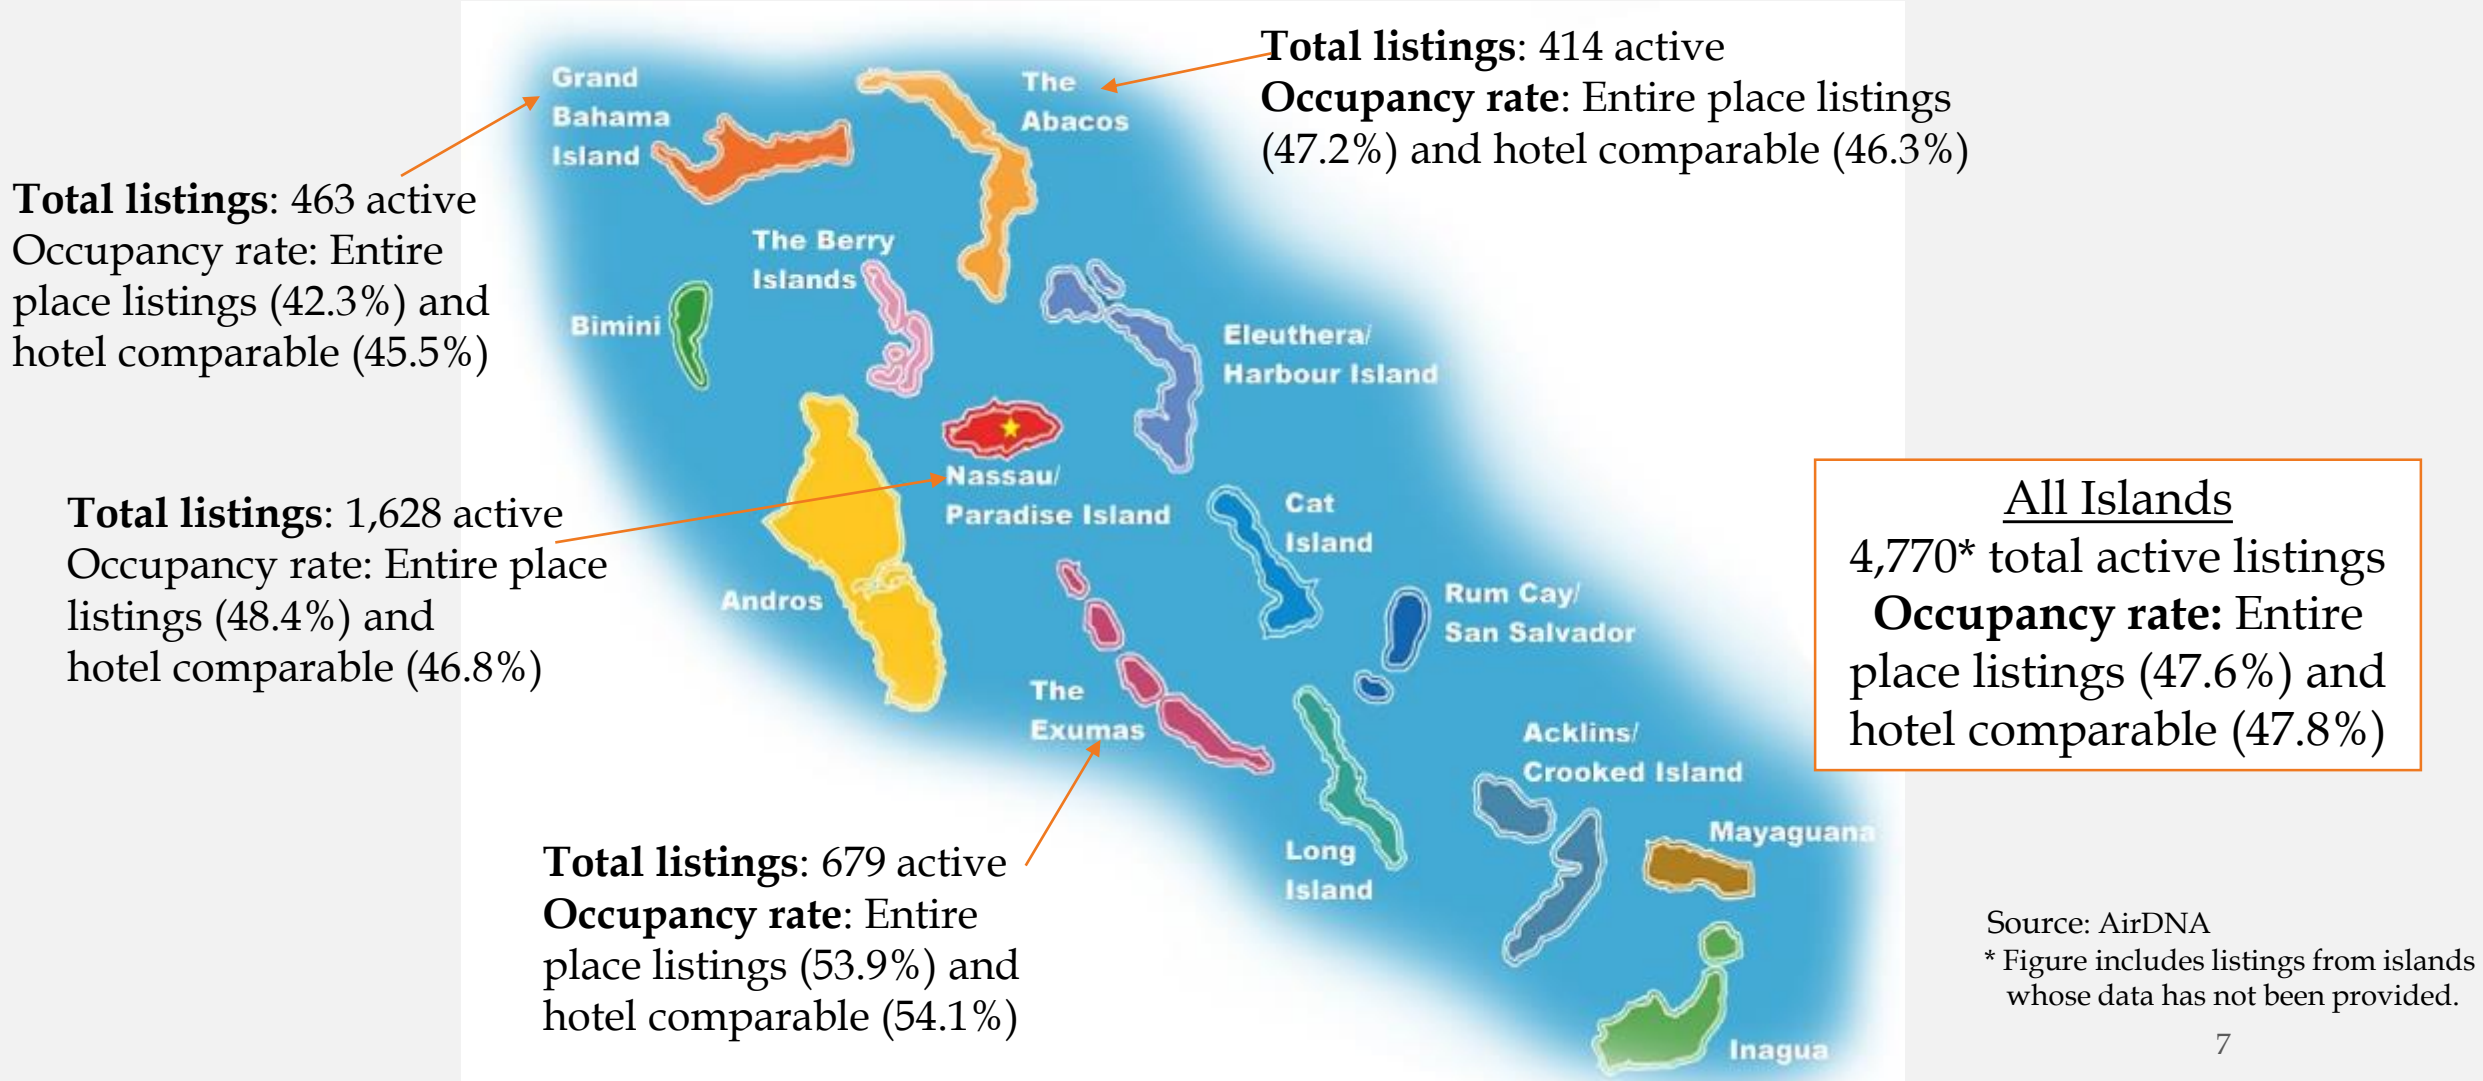 Total listings: 414 active
Occupancy rate: Entire place listings
(47.2%) and hotel comparable (46.3%)
Grand
Bahama
Island
The
Abacos
Total listings: 463 active
Occupancy rate: Entire
place listings (42.3%) and
hotel comparable (45.5%)
The Berry
Islands
Bimini
Eleuthera/
Harbour Island
Nassau/
Paradise Island
Total listings: 1,628 active
Occupancy rate: Entire place
listings (48.4%) and
hotel comparable (46.8%)
Andros
Cat
Island
Rum Cay/
San Salvador
All Islands
4,770* total active listings
Occupancy rate: Entire
place listings (47.6%) and
hotel comparable (47.8%)
The
Exumas
Acklins/
Crooked Island
Mayaguana
Long
Island
Total listings: 679 active
Occupancy rate: Entire
place listings (53.9%) and
hotel comparable (54.1%)
Inagua
Source: AirDNA
* Figure includes listings from islands
whose data has not been provided.
7